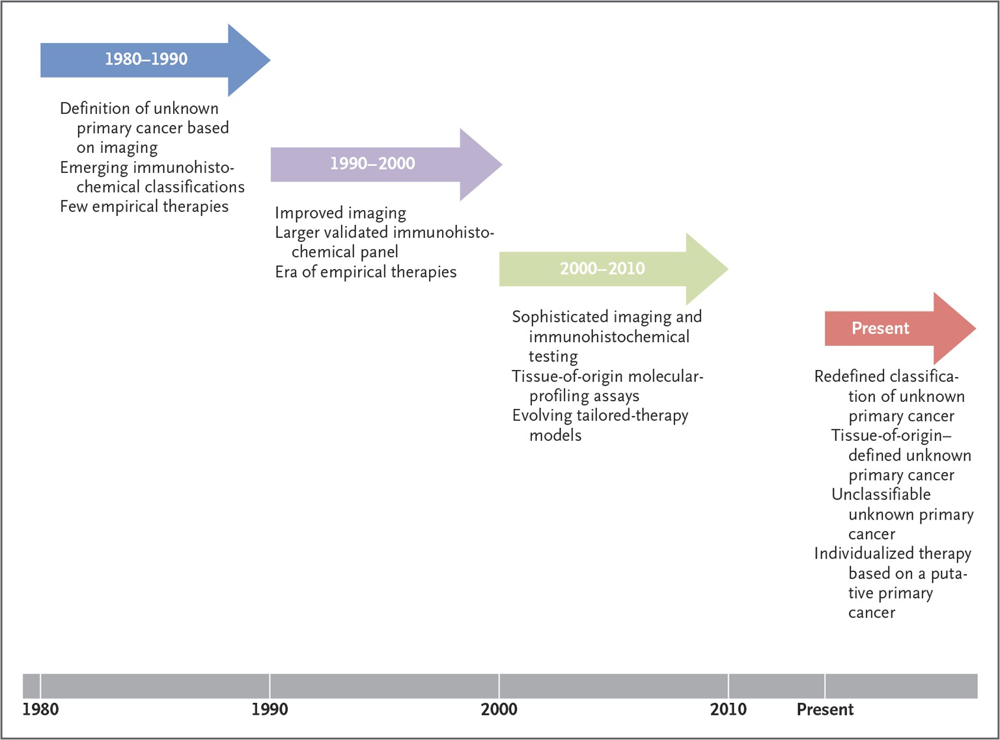 1980–1990
Definition of unknown
primary cancer based
on imaging
Emerging immunohisto-
chemical classifications
Few empirical therapies
1990–2000
Improved imaging
Larger validated immunohisto-
chemical panel
Era of empirical therapies
2000–2010
Sophisticated imaging and
immunohistochemical
testing
Tissue-of-origin molecular-
profiling assays
Evolving tailored-therapy
models
Present
Redefined classifica-
tion of unknown
primary cancer
Tissue-of-origin–
defined unknown
primary cancer
Unclassifiable
unknown primary
cancer
Individualized therapy
based on a puta-
tive primary
cancer
1980 1990 2000 2010 Present